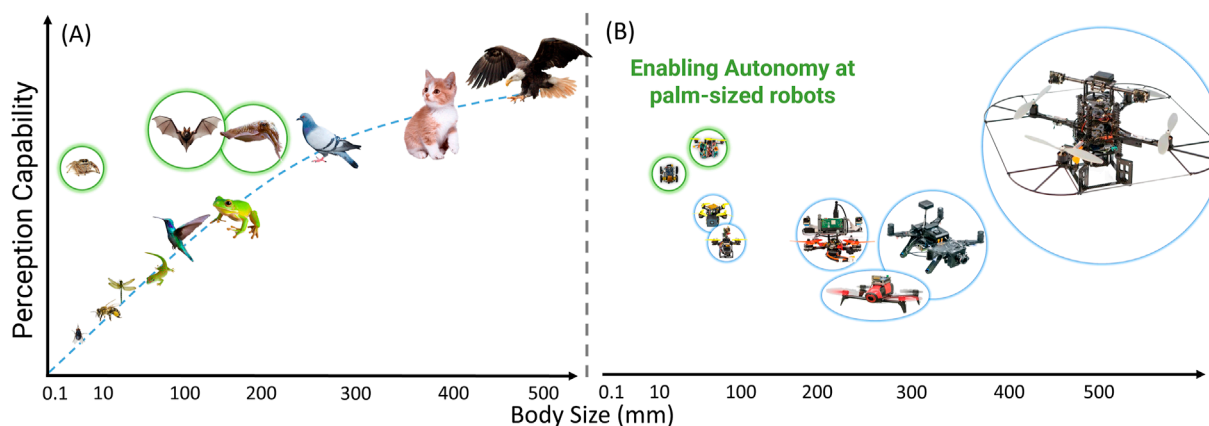 (A)
(B)
Enabling Autonomy at
palm-sized robots
Perception Capability
0.1 10 100 200 300 400 500
0.1 10 100 200 300 400 500
Body Size (mm)